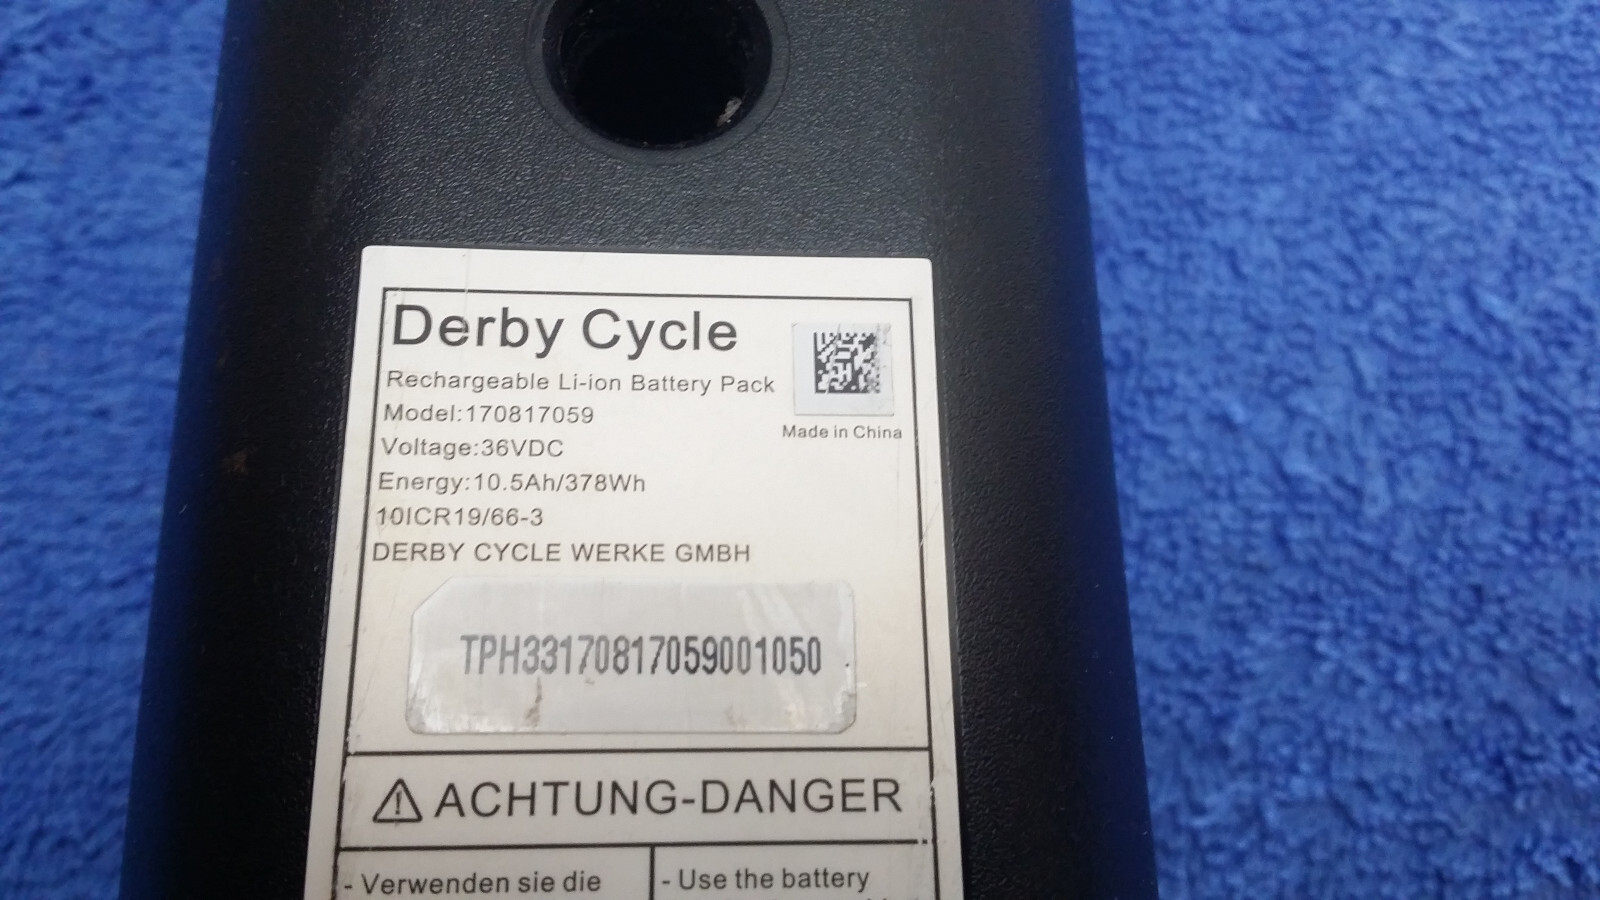 Derby Cycle
Rechargeable Li-ion Battery Pack
Model:170817059
Made in China
Voltage:36VDC
Energy:10.5Ah/378Wh
10ICR19/66-3
DERBY CYCLE WERKE GMBH
TPH33170817059001050
ACHTUNG-DANGER
- Verwenden sie die
- Use the battery